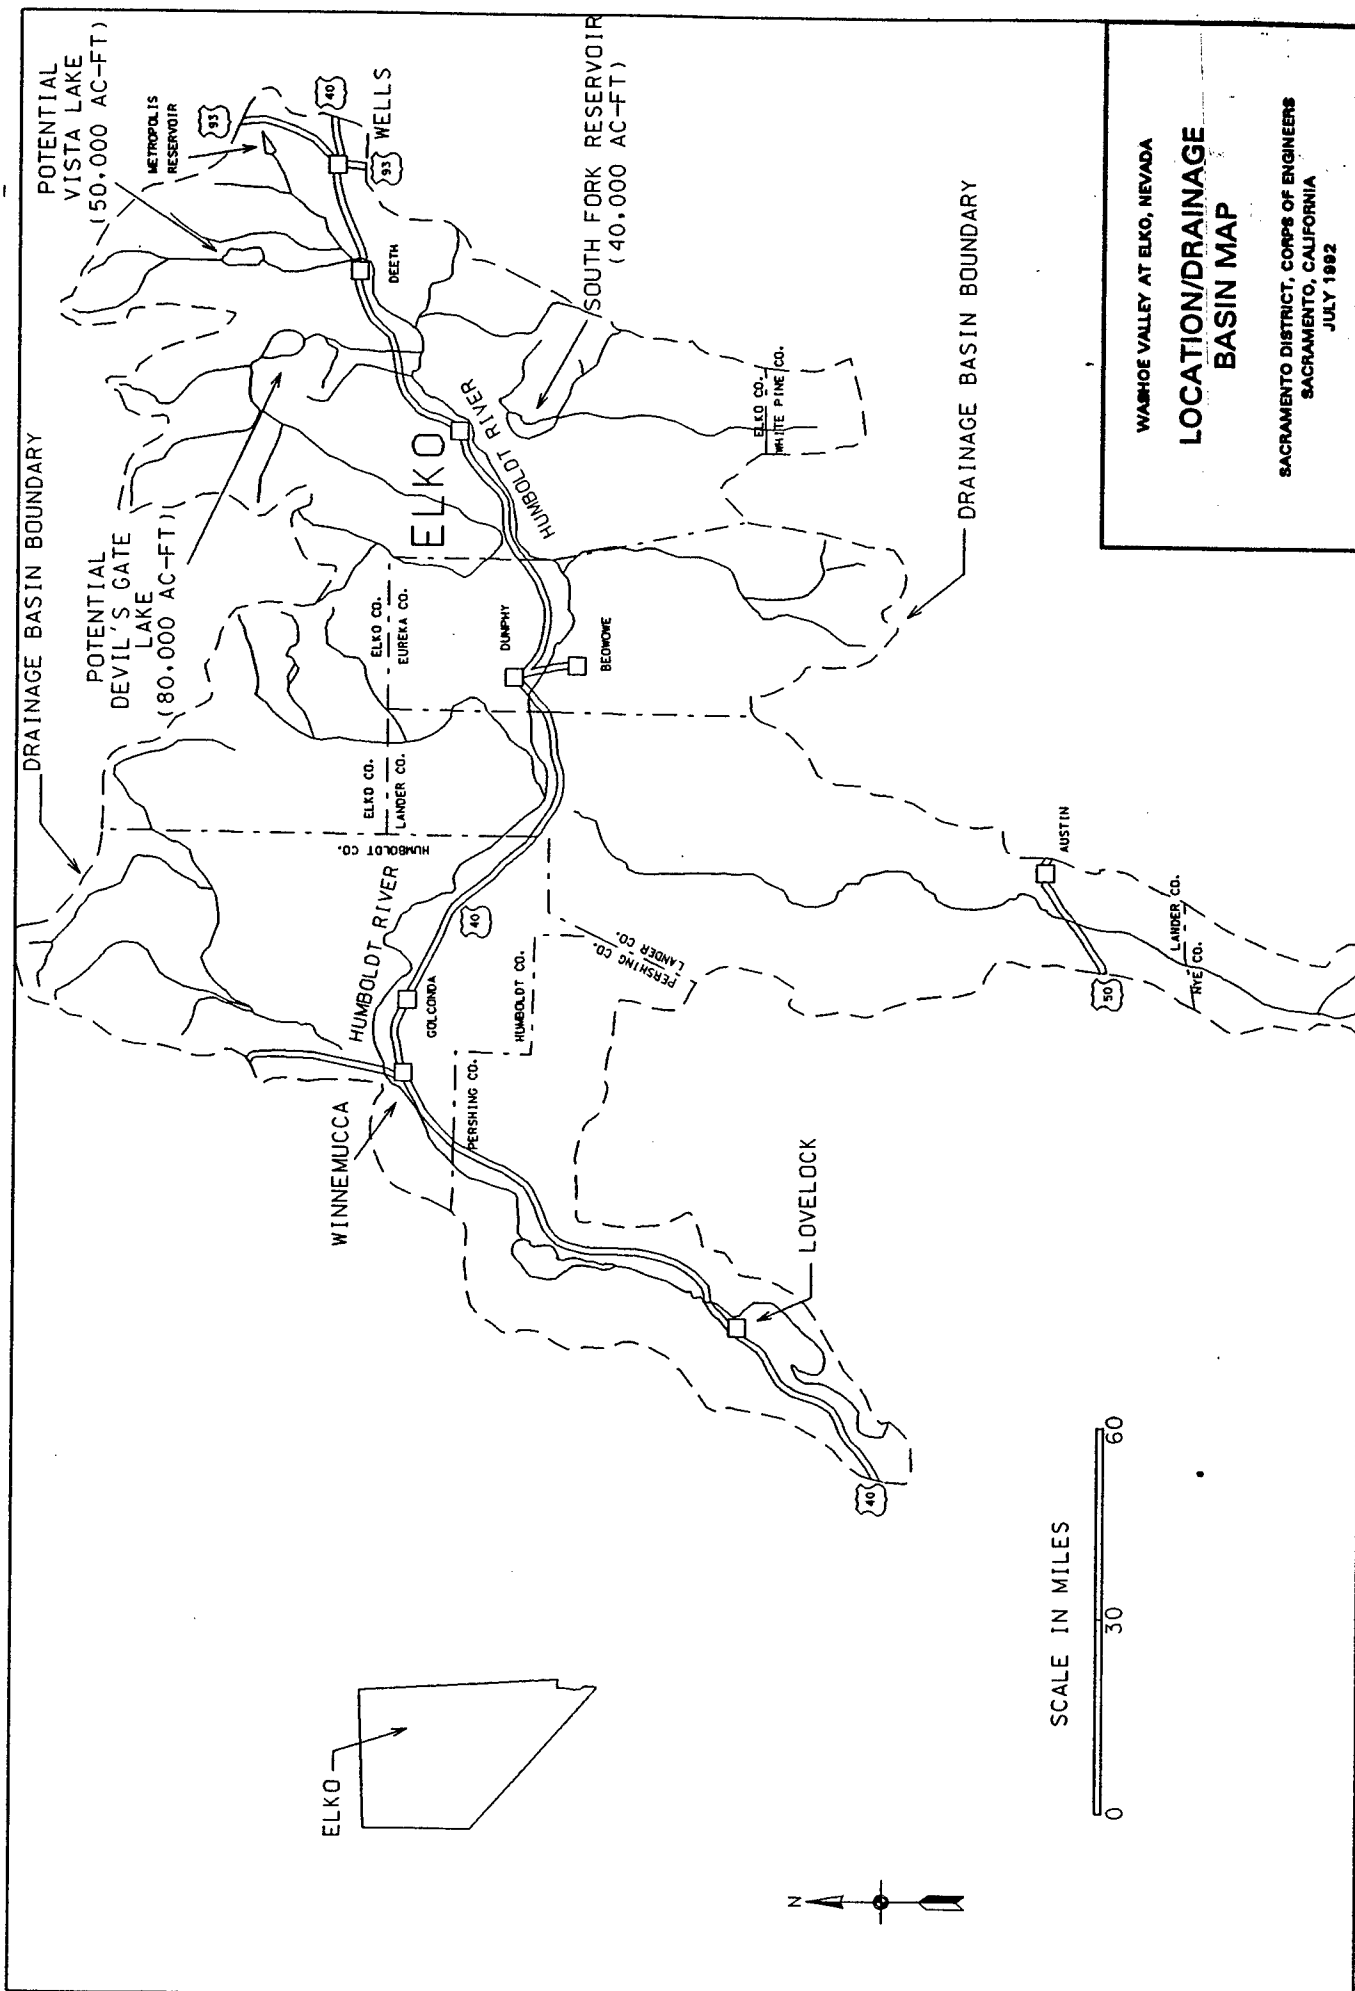 POTENTIAL
VISTA LAKE
(50,000 AC-FT)
METROPOLIS
RESERVOIR
93
40
WELLS
93
DEETH
SOUTH FORK RESERVOIR
(40,000 AC-FT)
DRAINAGE BASIN BOUNDARY
POTENTIAL
DEVIL'S GATE
LAKE
(80,000 AC-FT)
ELKO
HUMBOLDT RIVER
ELKO CO.
WHITE PINE CO.
DRAINAGE BASIN BOUNDARY
ELKO CO.
EUREKA CO.
DUNPHY
BEOWOWE
ELKO CO.
LANDER CO.
HUMBOLDT CO.
HUMBOLDT RIVER
40
GOLCONDA
HUMBOLDT CO.
PERSHING CO.
LANDER CO.
AUSTIN
50
LANDER CO.
NYE CO.
WINNEMUCCA
PERSHING CO.
LOVELOCK
40
ELKO
N
SCALE IN MILES
0 30 60
WASHOE VALLEY AT ELKO, NEVADA
LOCATION/DRAINAGE
BASIN MAP
SACRAMENTO DISTRICT, CORPS OF ENGINEERS
SACRAMENTO, CALIFORNIA
JULY 1992